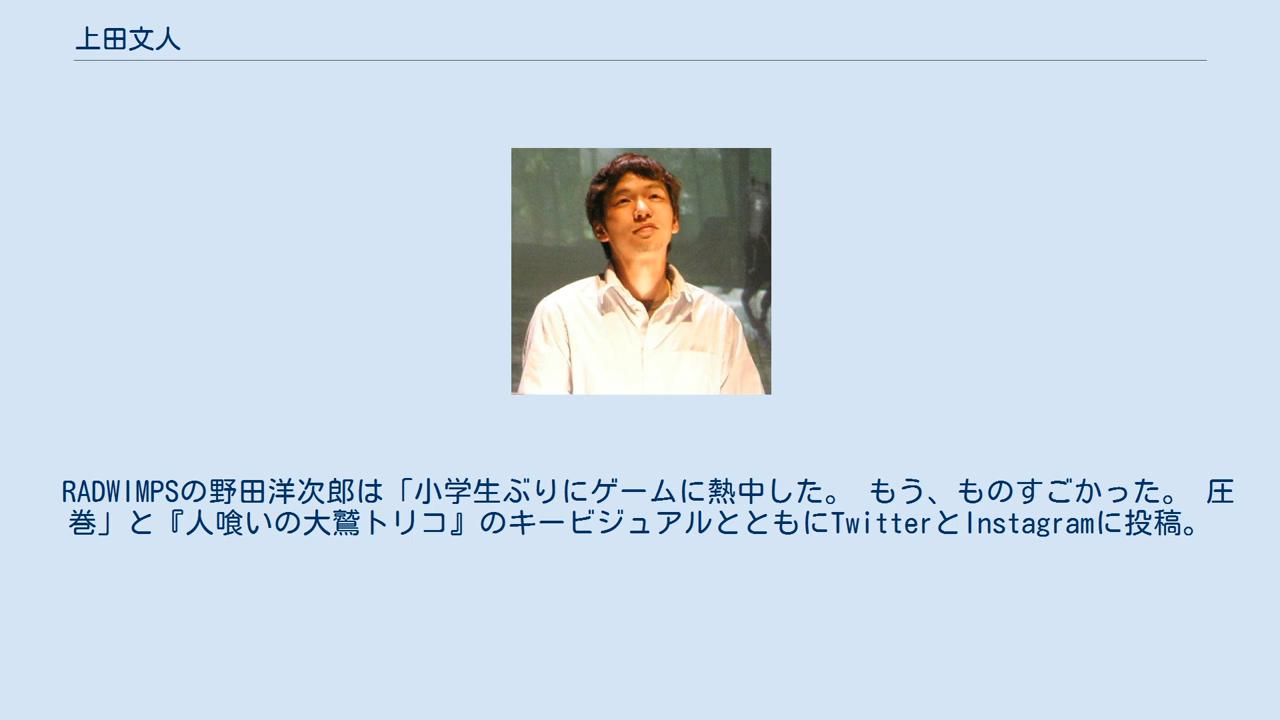 上田文人
RADWIMPSの野田洋次郎は「小学生ぶりにゲームに熱中した。 もう、ものすごかった。 圧
巻」と『人喰いの大鷲トリコ』のキービジュアルとともにTwitterとInstagramに投稿。